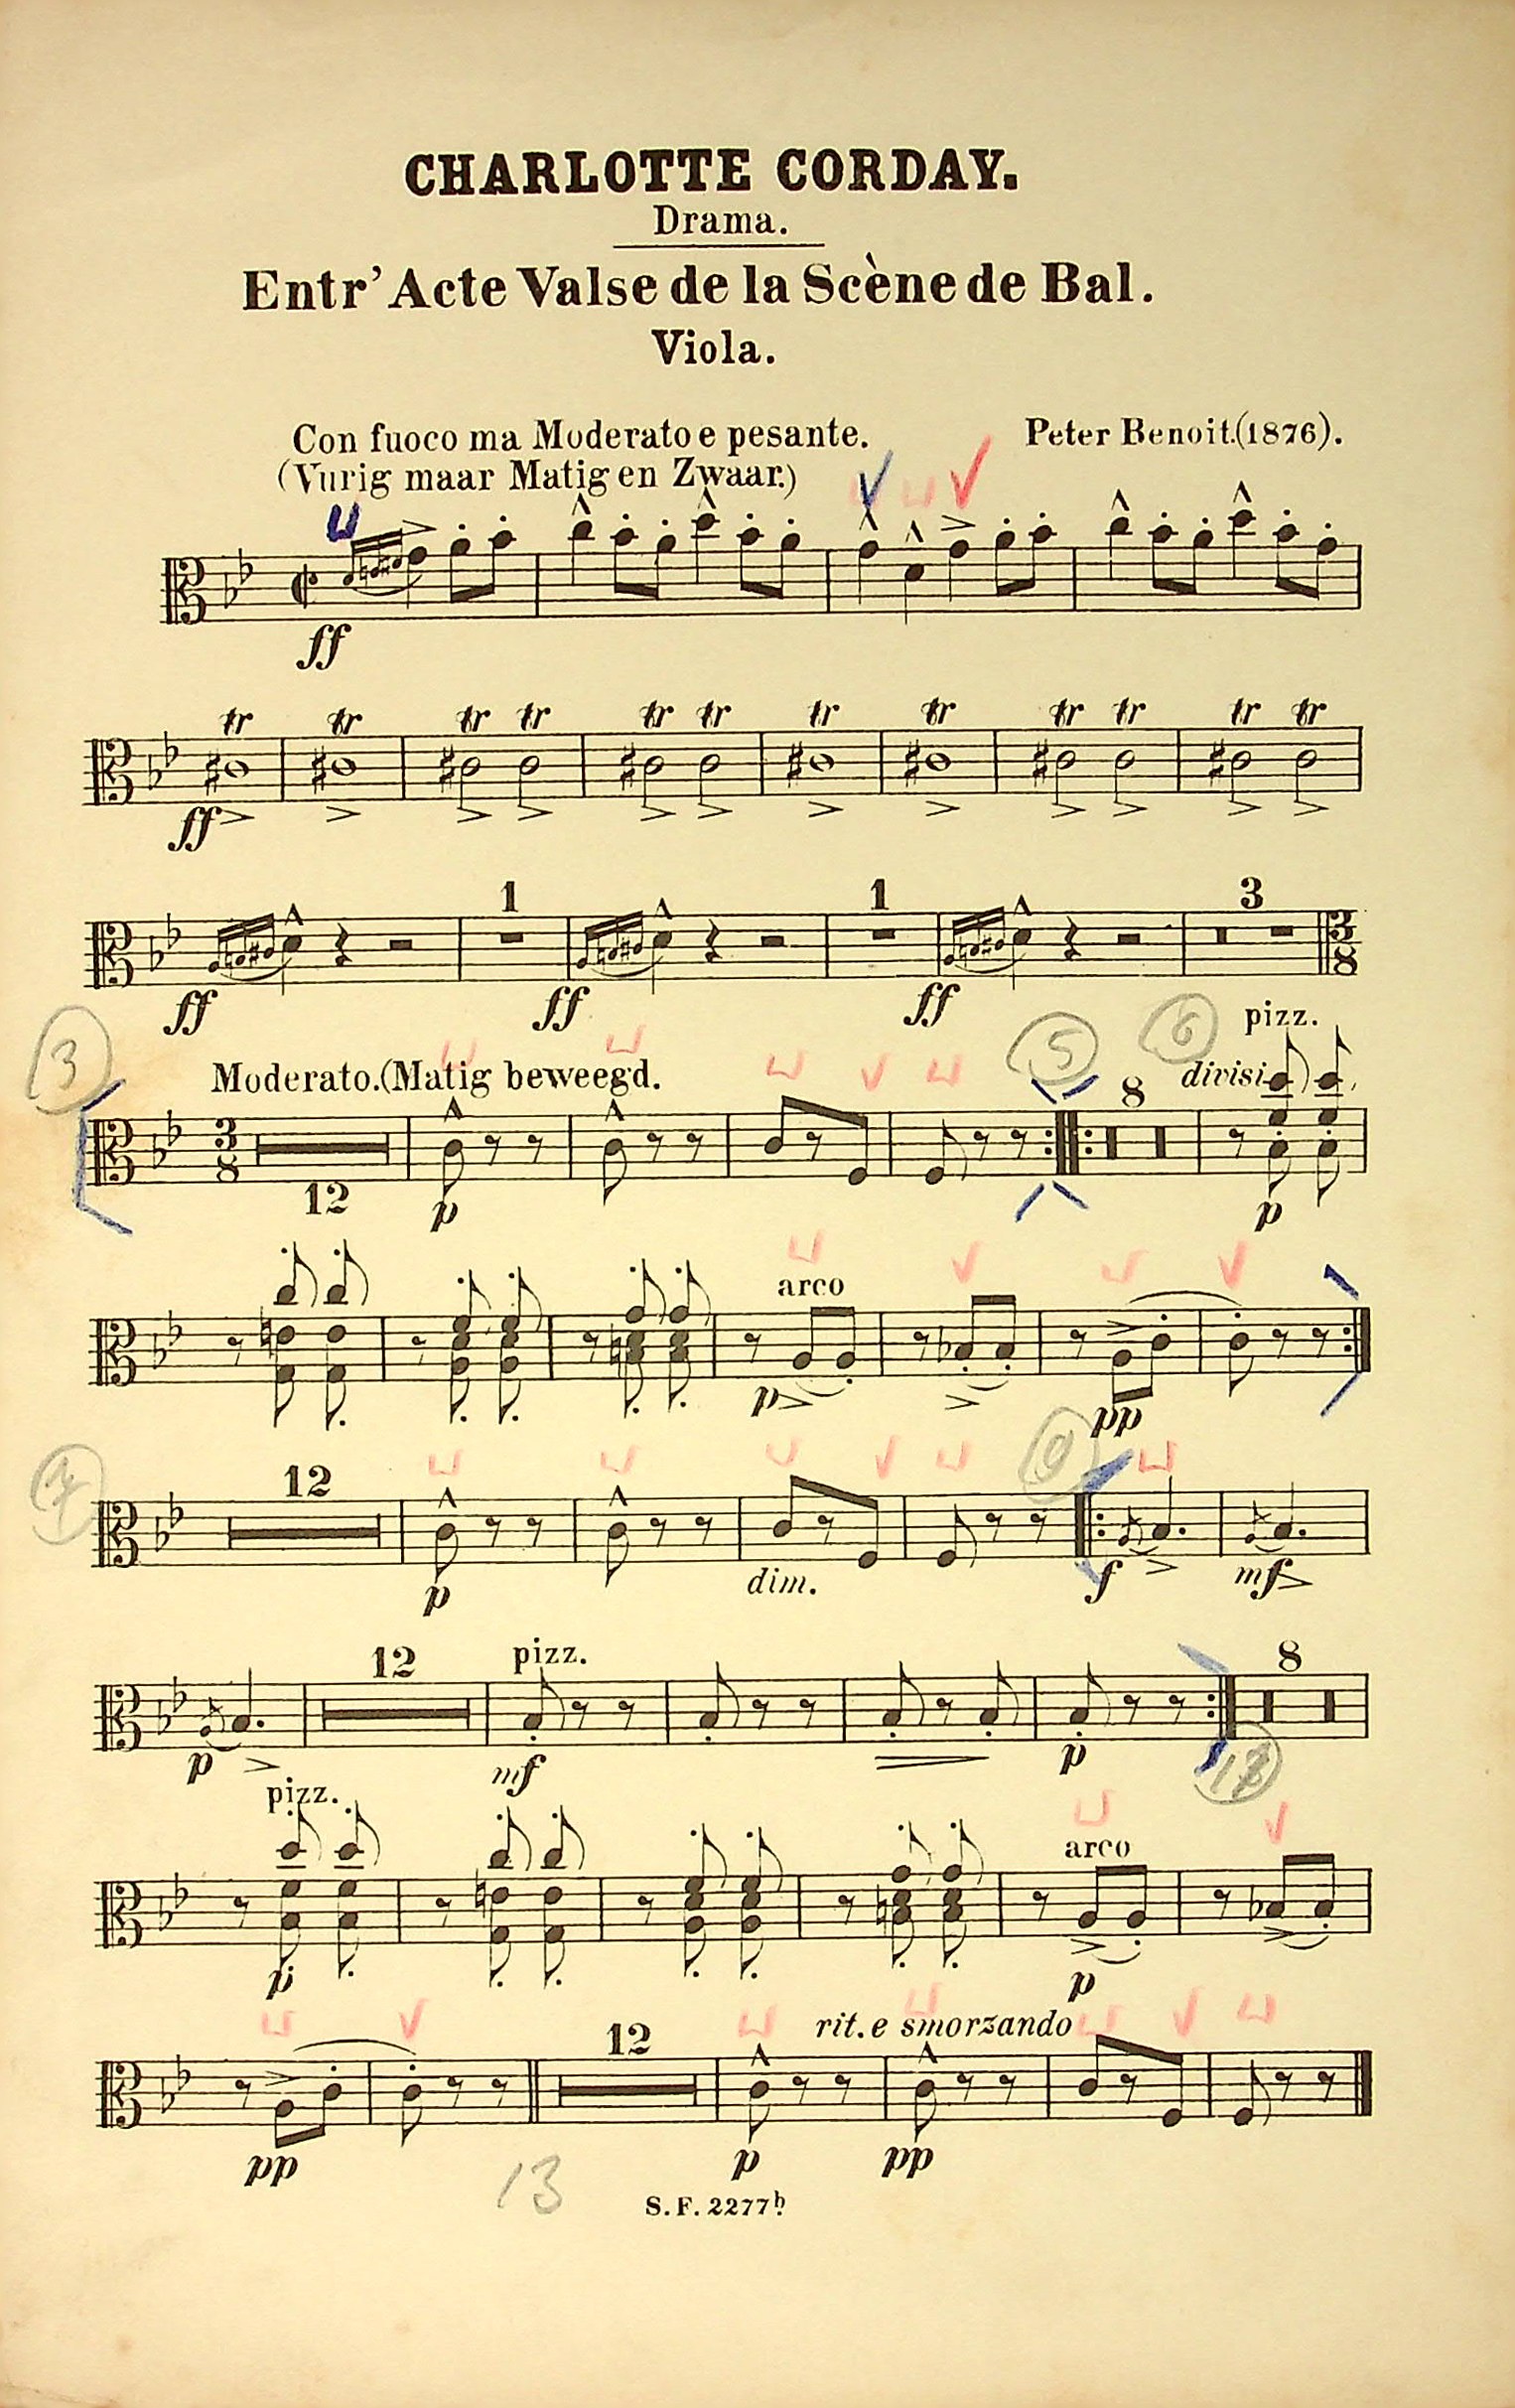 CHARLOTTE CORDAY.
Drama.
Entr'Acte Valse de la Scène de Bal.
Viola.
Con fuoco ma Moderato e pesante.
Peter Benoit.(1876).
(Vurig maar Matig en Zwaar.)
ff
tr tr tr tr tr tr tr tr tr tr tr tr
ff
1 1 3
ff ff ff
3 5 6 pizz.
Moderato.(Matig beweegd. 8 divisi
3 8
12 p p
arco
p pp
7 12 9
p dim. f mf
12 pizz. 8
p mf p
12
pizz.
arco
p p
rit. e smorzando
12
pp p pp
13
S. F. 2277b.